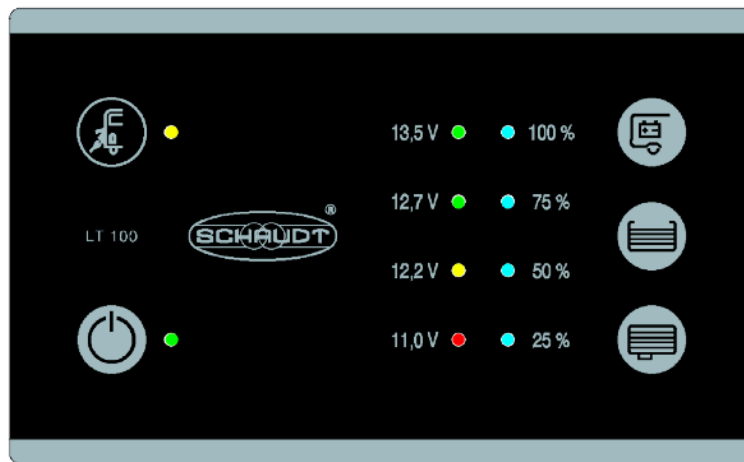 13,5 V 100 %
®
12,7 V 75 %
LT 100 SCHAUDT
12,2 V 50 %
11,0 V 25 %